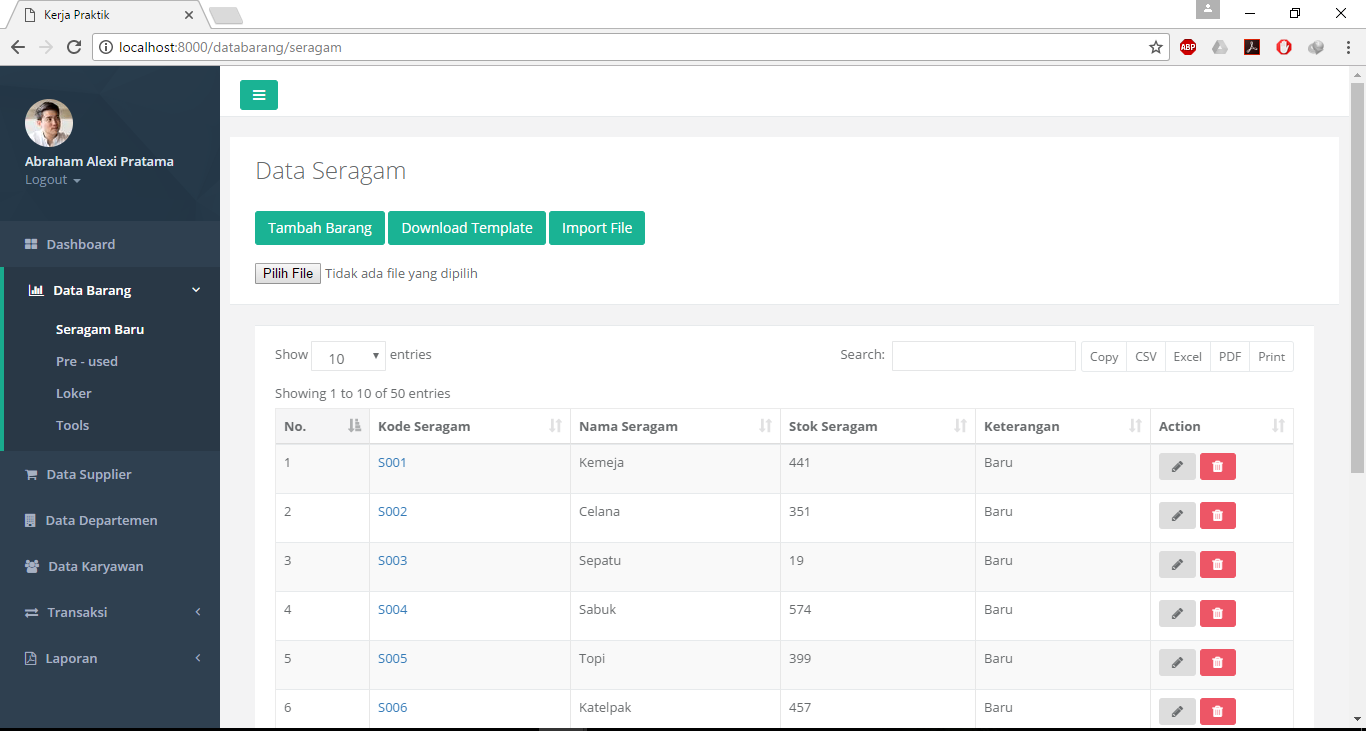 Kerja Praktik
localhost:8000/databarang/seragam
ABP
Abraham Alexi Pratama
Logout
Dashboard
Data Barang
Seragam Baru
Pre - used
Loker
Tools
Data Supplier
Data Departemen
Data Karyawan
Transaksi
Laporan
Data Seragam
Tambah Barang Download Template Import File
Pilih File Tidak ada file yang dipilih
Show 10 entries Search: Copy CSV Excel PDF Print
Showing 1 to 10 of 50 entries
No. Kode Seragam Nama Seragam Stok Seragam Keterangan Action
1 S001 Kemeja 441 Baru
2 S002 Celana 351 Baru
3 S003 Sepatu 19 Baru
4 S004 Sabuk 574 Baru
5 S005 Topi 399 Baru
6 S006 Katelpak 457 Baru